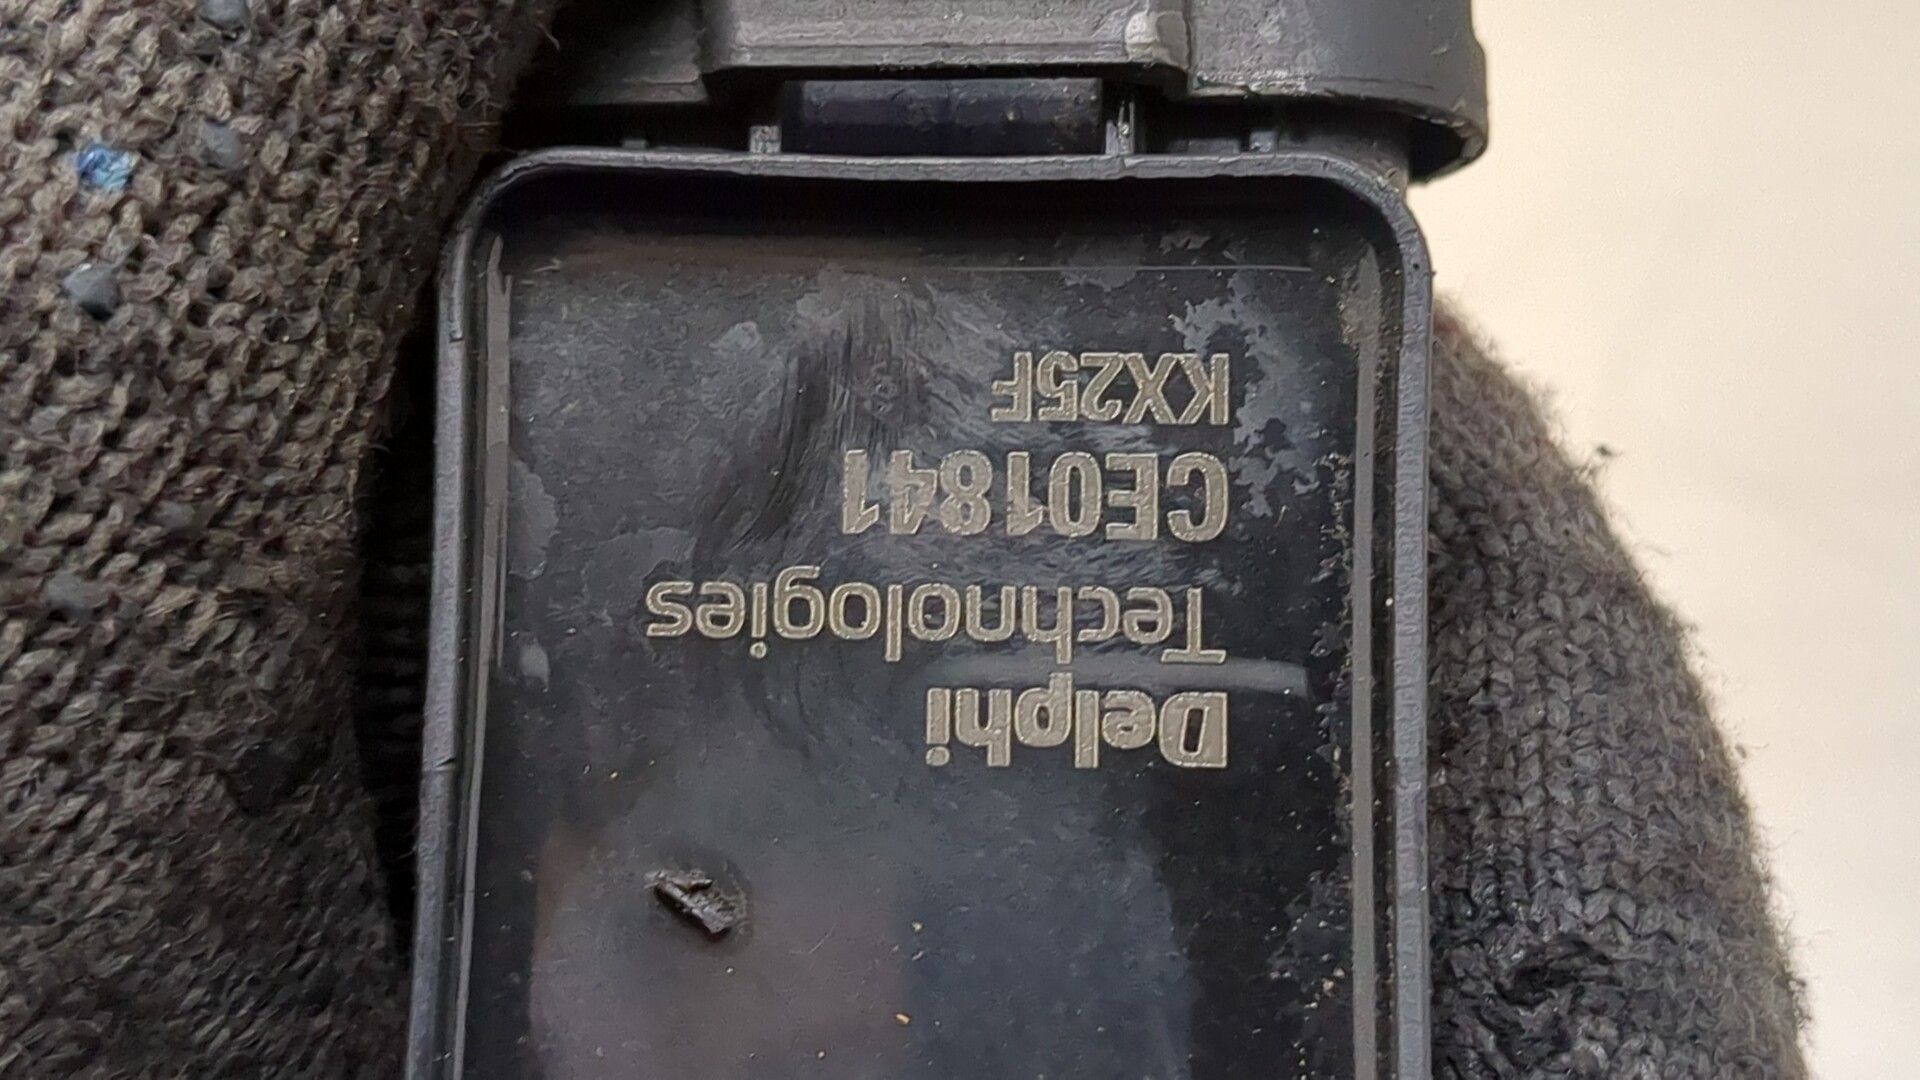 Delphi
Technologies
CE01841
KX25F